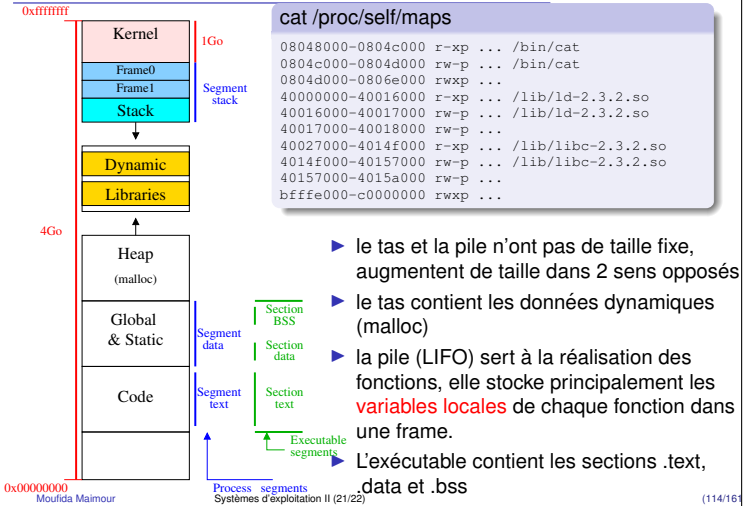 0xffffffff
Kernel
1Go
Frame0
Frame1
Segment
stack
Stack
Dynamic
Libraries
4Go
Heap
(malloc)
Global
& Static
Segment
data
Section
BSS
Section
data
Code
Segment
text
Section
text
Executable
segments
0x00000000
Process segments
cat /proc/self/maps
08048000-0804c000 r-xp ... /bin/cat
0804c000-0804d000 rw-p ... /bin/cat
0804d000-0806e000 rwxp ...
40000000-40016000 r-xp ... /lib/ld-2.3.2.so
40016000-40017000 rw-p ... /lib/ld-2.3.2.so
40017000-40018000 rw-p ...
40027000-4014f000 r-xp ... /lib/libc-2.3.2.so
4014f000-40157000 rw-p ... /lib/libc-2.3.2.so
40157000-4015a000 rw-p ...
bfffe000-c0000000 rwxp ...
le tas et la pile n'ont pas de taille fixe,
augmentent de taille dans 2 sens opposés
le tas contient les données dynamiques
(malloc)
la pile (LIFO) sert à la réalisation des
fonctions, elle stocke principalement les
variables locales de chaque fonction dans
une frame.
L'exécutable contient les sections .text,
.data et .bss
Moufida Maimour
Systèmes d'exploitation II (21/22)
(114/161